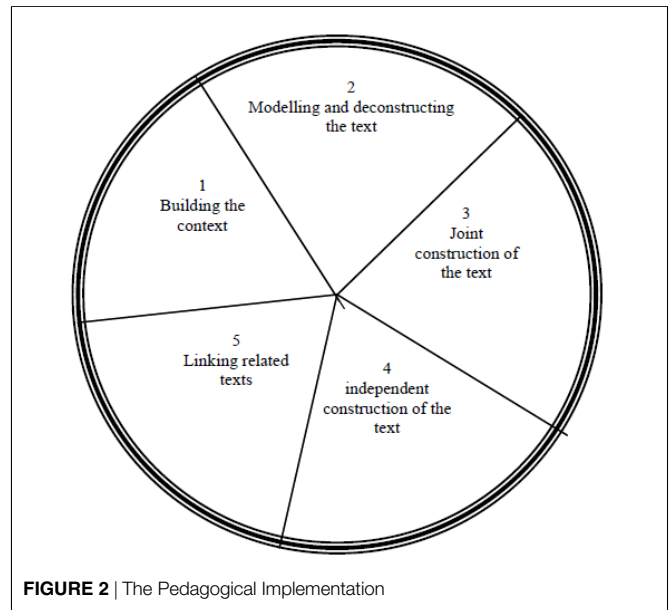 1
Building the
context
2
Modelling and deconstructing
the text
3
Joint
construction of
the text
4
independent
construction of the
text
5
Linking related
texts
FIGURE 2 | The Pedagogical Implementation